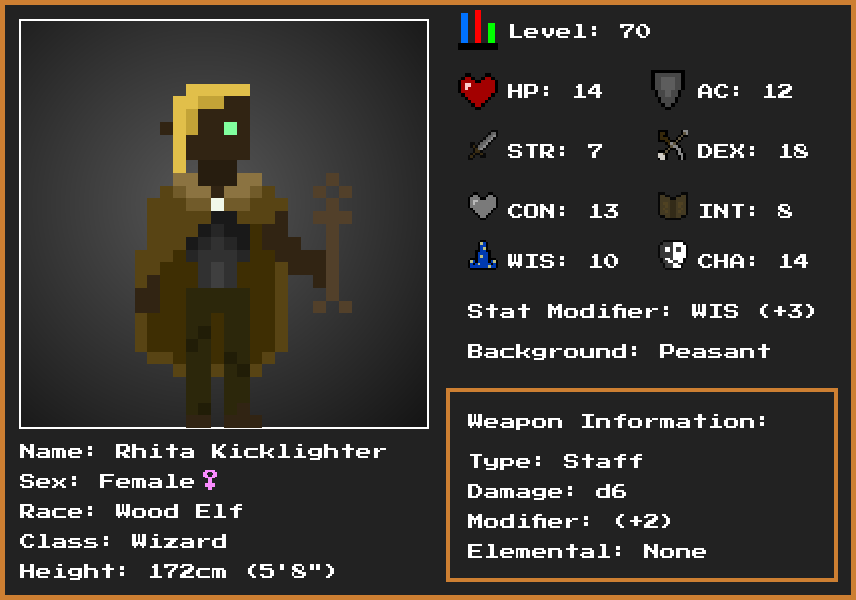 Level: 70
HP: 14
AC: 12
STR: 7
DEX: 18
CON: 13
INT: 8
WIS: 10
CHA: 14
Stat Modifier: WIS (+3)
Background: Peasant
Weapon Information:
Type: Staff
Damage: d6
Modifier: (+2)
Elemental: None
Name: Rhita Kicklighter
Sex: Female♀
Race: Wood Elf
Class: Wizard
Height: 172cm (5'8")